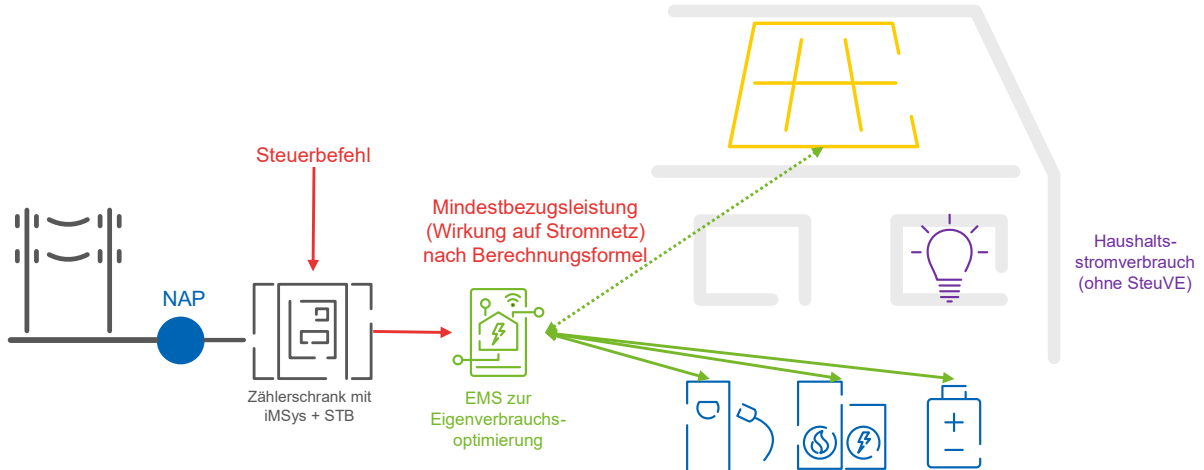 Steuerbefehl
Mindestbezugsleistung
(Wirkung auf Stromnetz)
nach Berechnungsformel
Haushalts-
stromverbrauch
(ohne SteuVE)
NAP
Zählerschrank mit
iMSys + STB
EMS zur
Eigenverbrauchs-
optimierung